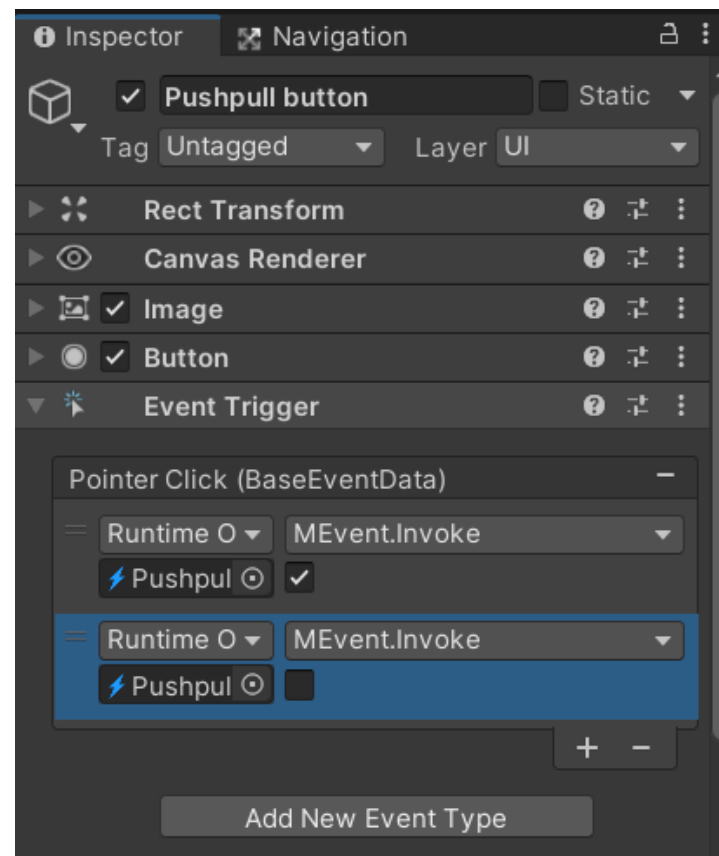 Inspector Navigation
Pushpull button Static
Tag Untagged Layer UI
Rect Transform
Canvas Renderer
Image
Button
Event Trigger
Pointer Click (BaseEventData)
Runtime O MEvent.Invoke
Pushpul
Runtime O MEvent.Invoke
Pushpul
Add New Event Type